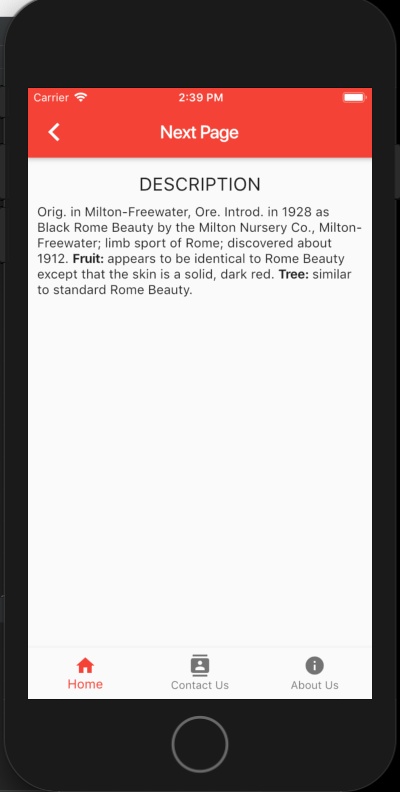 Carrier 2:39 PM
Next Page
DESCRIPTION
Orig. in Milton-Freewater, Ore. Introd. in 1928 as
Black Rome Beauty by the Milton Nursery Co., Milton-
Freewater; limb sport of Rome; discovered about
1912. Fruit: appears to be identical to Rome Beauty
except that the skin is a solid, dark red. Tree: similar
to standard Rome Beauty.
Home Contact Us About Us